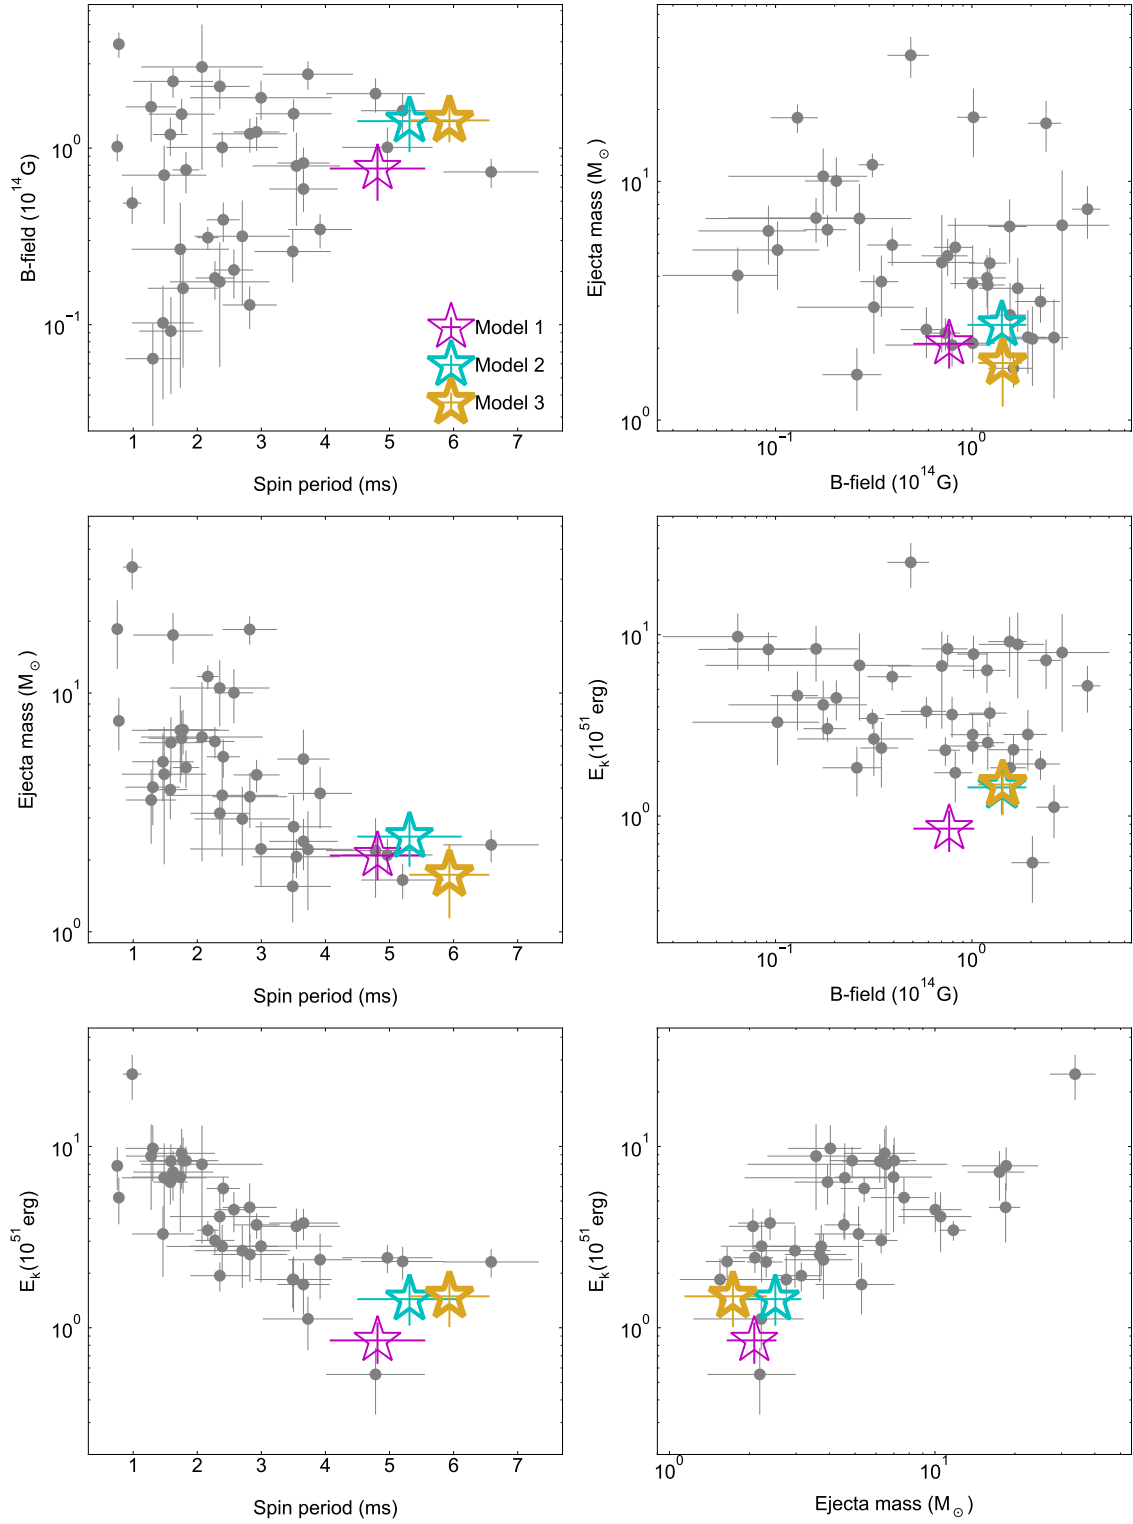 10^0
10^-1
B-field (10^14 G)
1 2 3 4 5 6 7
Spin period (ms)
Model 1
Model 2
Model 3
10^1
10^0
Ejecta mass (M⊙)
10^-1 10^0
B-field (10^14 G)
10^1
10^0
Ejecta mass (M⊙)
1 2 3 4 5 6 7
Spin period (ms)
10^1
10^0
E_k(10^51 erg)
10^-1 10^0
B-field (10^14 G)
10^1
10^0
E_k(10^51 erg)
1 2 3 4 5 6 7
Spin period (ms)
10^1
10^0
E_k(10^51 erg)
10^0 10^1
Ejecta mass (M⊙)